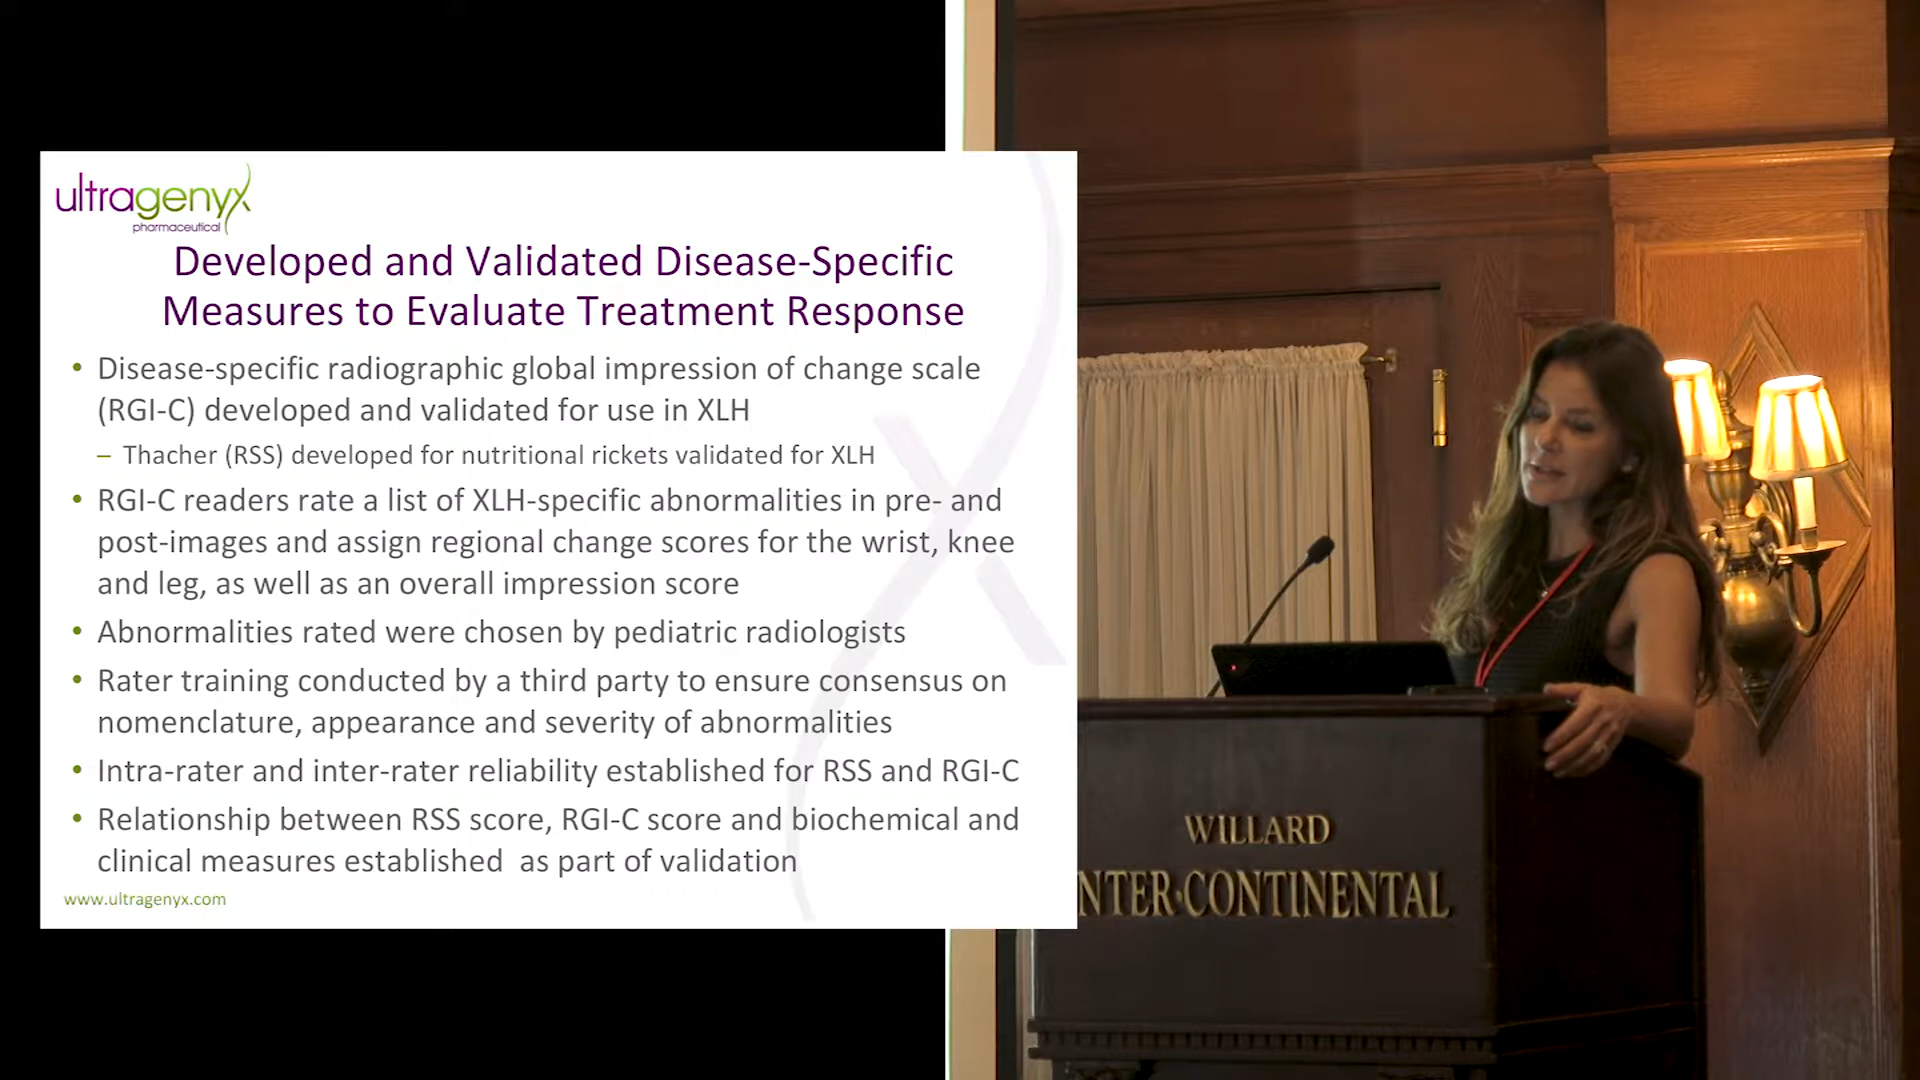 ultragenyx
pharmaceutical
Developed and Validated Disease-Specific
Measures to Evaluate Treatment Response
• Disease-specific radiographic global impression of change scale
(RGI-C) developed and validated for use in XLH
– Thacher (RSS) developed for nutritional rickets validated for XLH
• RGI-C readers rate a list of XLH-specific abnormalities in pre- and
post-images and assign regional change scores for the wrist, knee
and leg, as well as an overall impression score
• Abnormalities rated were chosen by pediatric radiologists
• Rater training conducted by a third party to ensure consensus on
nomenclature, appearance and severity of abnormalities
• Intra-rater and inter-rater reliability established for RSS and RGI-C
• Relationship between RSS score, RGI-C score and biochemical and
clinical measures established as part of validation
www.ultragenyx.com
WILLARD
NTER·CONTINENTAL